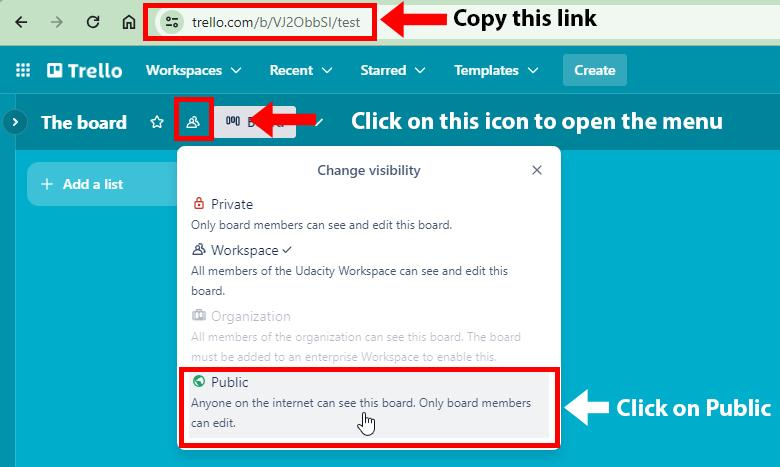 trello.com/b/VJ2ObbSI/test
Copy this link
Trello
Workspaces
Recent
Starred
Templates
Create
The board
Click on this icon to open the menu
Add a list
Change visibility
Private
Only board members can see and edit this board.
Workspace
All members of the Udacity Workspace can see and edit this
board.
Organization
All members of the organization can see this board. The board
must be added to an enterprise Workspace to enable this.
Public
Anyone on the internet can see this board. Only board members
can edit.
Click on Public